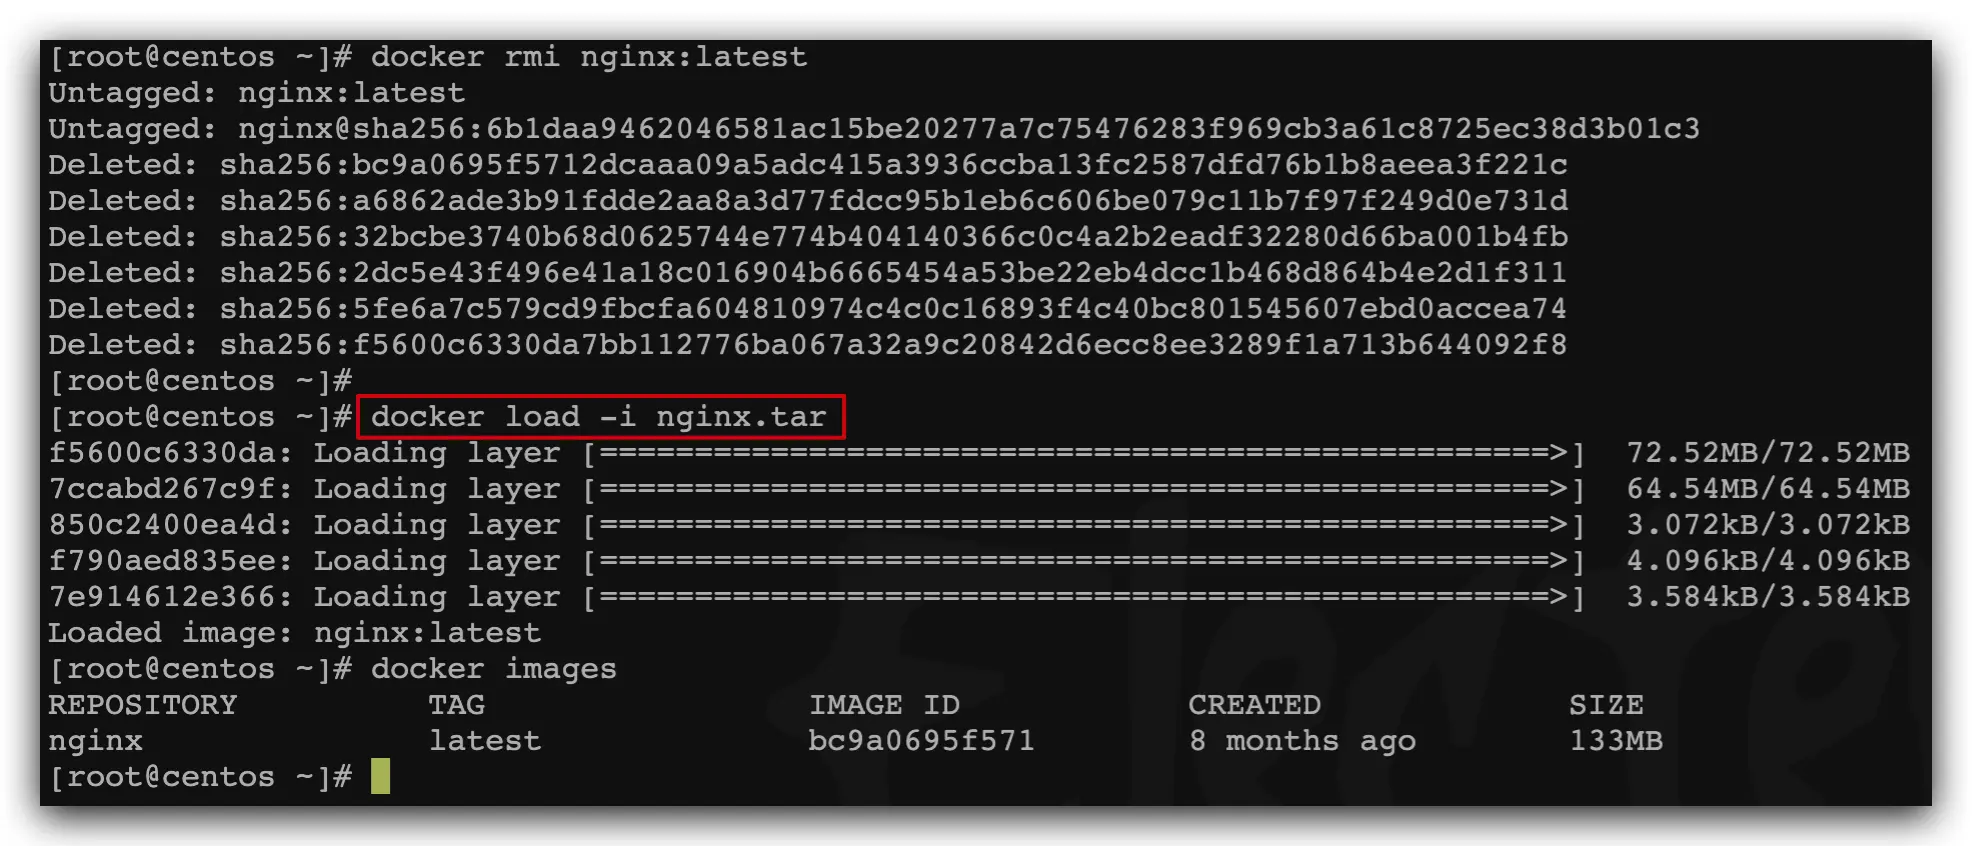 [root@centos ~]# docker rmi nginx:latest
Untagged: nginx:latest
Untagged: nginx@sha256:6b1daa9462046581ac15be20277a7c75476283f969cb3a61c8725ec38d3b01c3
Deleted: sha256:bc9a0695f5712dcaaa09a5adc415a3936ccba13fc2587dfd76b1b8aeea3f221c
Deleted: sha256:a6862ade3b91fdde2aa8a3d77fdcc95b1eb6c606be079c11b7f97f249d0e731d
Deleted: sha256:32bcbe3740b68d0625744e774b404140366c0c4a2b2eadf32280d66ba001b4fb
Deleted: sha256:2dc5e43f496e41a18c016904b6665454a53be22eb4dcc1b468d864b4e2d1f311
Deleted: sha256:5fe6a7c579cd9fbcfa604810974c4c0c16893f4c40bc801545607ebd0accea74
Deleted: sha256:f5600c6330da7bb112776ba067a32a9c20842d6ecc8ee3289f1a713b644092f8
[root@centos ~]#
[root@centos ~]# docker load -i nginx.tar
f5600c6330da: Loading layer [==================================================>]  72.52MB/72.52MB
7ccabd267c9f: Loading layer [==================================================>]  64.54MB/64.54MB
850c2400ea4d: Loading layer [==================================================>]  3.072kB/3.072kB
f790aed835ee: Loading layer [==================================================>]  4.096kB/4.096kB
7e914612e366: Loading layer [==================================================>]  3.584kB/3.584kB
Loaded image: nginx:latest
[root@centos ~]# docker images
REPOSITORY          TAG                 IMAGE ID            CREATED             SIZE
nginx               latest              bc9a0695f571        8 months ago        133MB
[root@centos ~]#